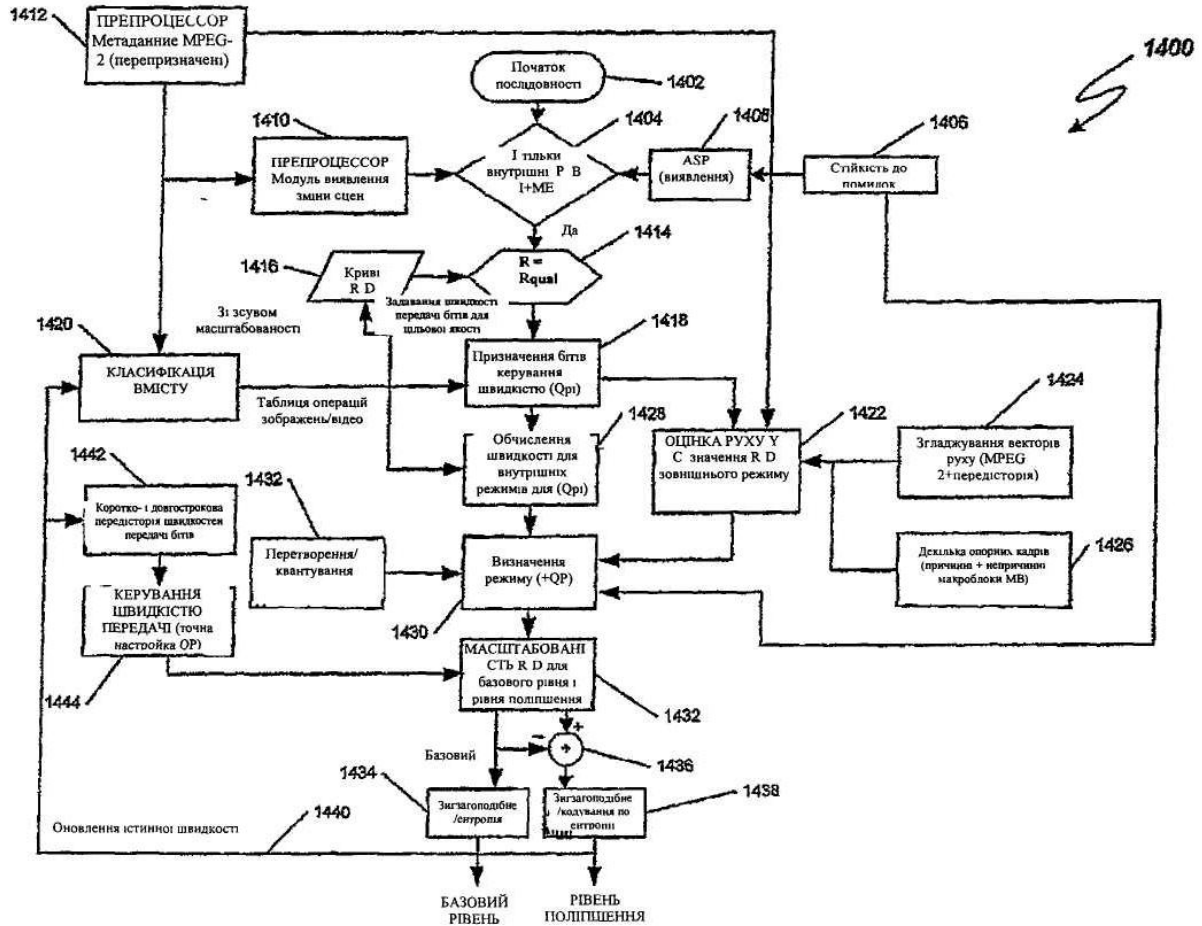 1412
ПРЕПРОЦЕССОР
Метаданние MPEG-
2 (перепризначені)
1400
Початок
послідовності
1402
1404
1410
ПРЕПРОЦЕССОР
Модуль виявлення
зміни сцен
І тільки
внутрішні Р В
І+МЕ
1408
ASP
(виявлення)
1406
Стійкість до
помилок
Да
1414
R =
Rqual
1416
Криві
R D
Задавання швидкості
передачі бітів для
цільової якості
Зі зсувом
масштабованості
1420
КЛАСИФІКАЦІЯ
ВМІСТУ
1418
Призначення бітів
керування
швидкістю (Qpi)
Таблиця операцій
зображень/відео
1428
Обчислення
швидкості для
внутрішніх
режимів для (Qpi)
1422
ОЦІНКА РУХУ Y
С значення R D
зовнішнього режиму
1424
Згладжування векторів
руху (MPEG
2+передісторія)
1426
Декілька опорних кадрів
(причинні + непричинні
макроблоки МВ)
1442
Коротко- і довгострокова
передісторія швидкостей
передачі бітів
1432
Перетворення/
квантування
Визначення
режиму (+QP)
1430
КЕРУВАННЯ
ШВИДКІСТЮ
ПЕРЕДАЧІ (точна
настройка QP)
1444
МАСШТАБОВАНІ
СТЬ R D для
базового рівня і
рівня поліпшення
1432
Базовий
−
+
+
1436
1434
Зигзагоподібне
/ентропія
1438
Зигзагоподібне
/кодування по
ентропії
Оновлення істинної швидкості
1440
БАЗОВИЙ
РІВЕНЬ
РІВЕНЬ
ПОЛІПШЕННЯ